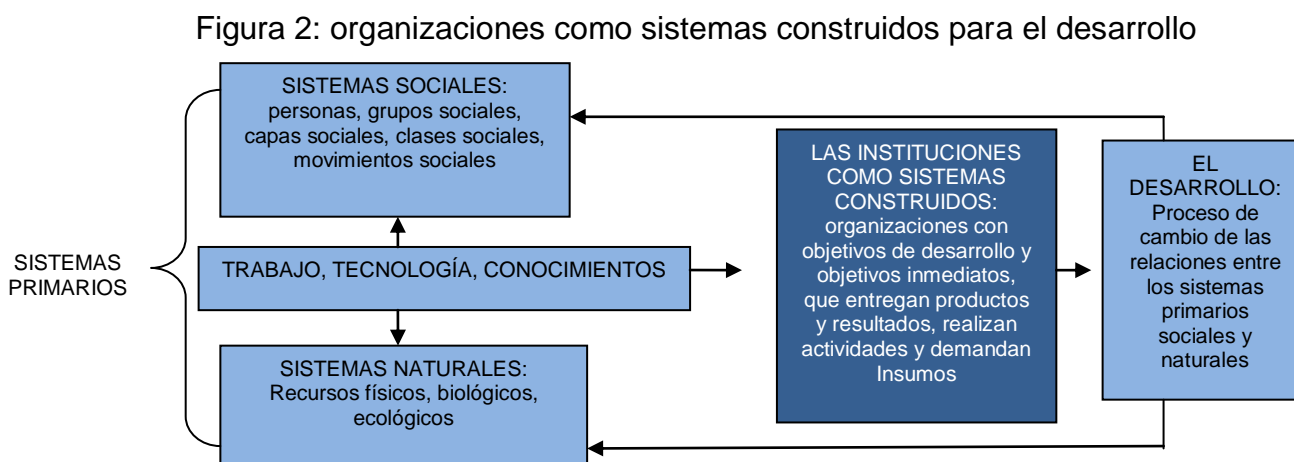 Figura 2: organizaciones como sistemas construidos para el desarrollo
SISTEMAS SOCIALES:
personas, grupos sociales,
capas sociales, clases sociales,
movimientos sociales
SISTEMAS
PRIMARIOS
TRABAJO, TECNOLOGÍA, CONOCIMIENTOS
SISTEMAS NATURALES:
Recursos físicos, biológicos,
ecológicos
LAS INSTITUCIONES
COMO SISTEMAS
CONSTRUIDOS:
organizaciones con
objetivos de desarrollo y
objetivos inmediatos,
que entregan productos
y resultados, realizan
actividades y demandan
Insumos
EL
DESARROLLO:
Proceso de
cambio de las
relaciones entre
los sistemas
primarios
sociales y
naturales